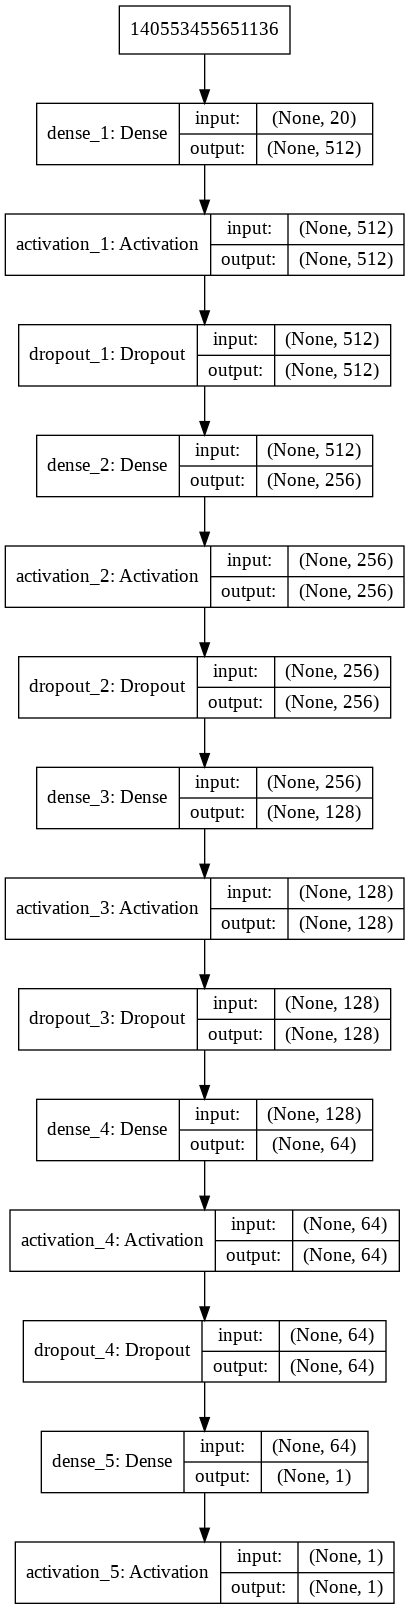 140553455651136
dense_1: Dense
input: (None, 20)
output: (None, 512)
activation_1: Activation
input: (None, 512)
output: (None, 512)
dropout_1: Dropout
input: (None, 512)
output: (None, 512)
dense_2: Dense
input: (None, 512)
output: (None, 256)
activation_2: Activation
input: (None, 256)
output: (None, 256)
dropout_2: Dropout
input: (None, 256)
output: (None, 256)
dense_3: Dense
input: (None, 256)
output: (None, 128)
activation_3: Activation
input: (None, 128)
output: (None, 128)
dropout_3: Dropout
input: (None, 128)
output: (None, 128)
dense_4: Dense
input: (None, 128)
output: (None, 64)
activation_4: Activation
input: (None, 64)
output: (None, 64)
dropout_4: Dropout
input: (None, 64)
output: (None, 64)
dense_5: Dense
input: (None, 64)
output: (None, 1)
activation_5: Activation
input: (None, 1)
output: (None, 1)